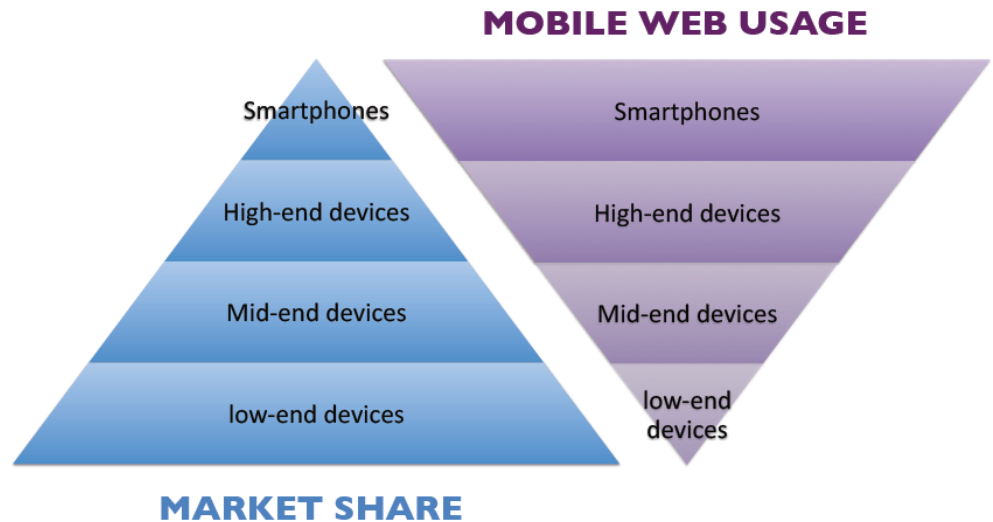 MOBILE WEB USAGE
Smartphones
High-end devices
Mid-end devices
low-end devices
Smartphones
High-end devices
Mid-end devices
low-end
devices
MARKET SHARE